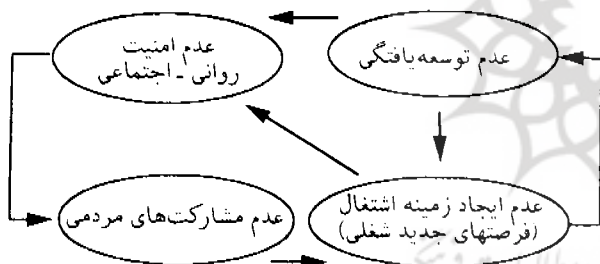 عدم توسعه‌یافتگی
عدم امنیت
روانی ـ اجتماعی
عدم ایجاد زمینه اشتغال
(فرصتهای جدید شغلی)
عدم مشارکت‌های مردمی